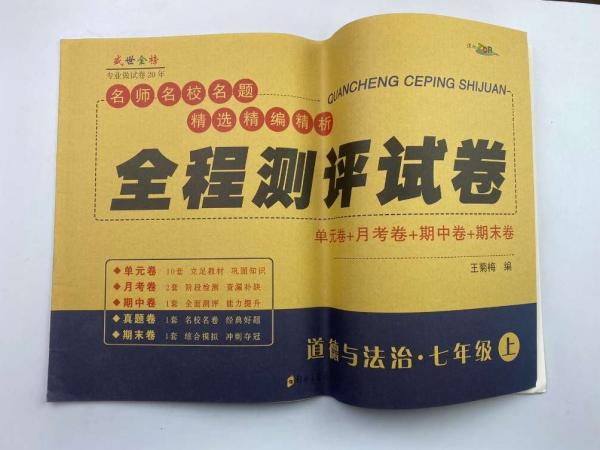 盛世金榜
专业做试卷20年
名师名校名题
精选精编精析
QUANCHENG CEPING SHIJUAN
全程测评试卷
单元卷+月考卷+期中卷+期末卷
王菊梅 编
◆单元卷 10套 立足教材 巩固知识
◆月考卷 2套 阶段检测 查漏补缺
◆期中卷 1套 全面测评 能力提升
◆真题卷 1套 名校名卷 经典好题
◆期末卷 1套 综合模拟 冲刺夺冠
道德与法治·七年级 上